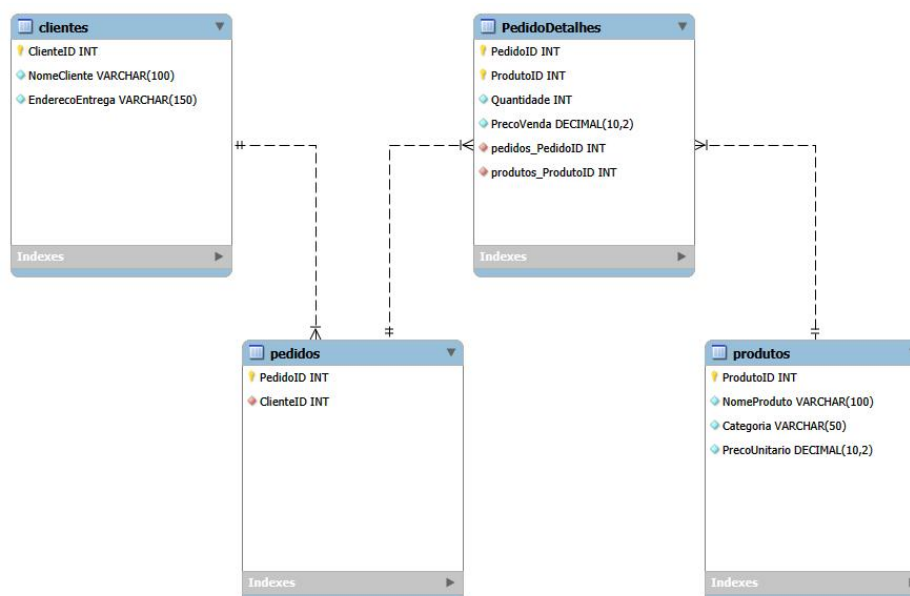 clientes
ClienteID INT
NomeCliente VARCHAR(100)
EnderecoEntrega VARCHAR(150)
Indexes
PedidoDetalhes
PedidoID INT
ProdutoID INT
Quantidade INT
PrecoVenda DECIMAL(10,2)
pedidos_PedidoID INT
produtos_ProdutoID INT
Indexes
pedidos
PedidoID INT
ClienteID INT
Indexes
produtos
ProdutoID INT
NomeProduto VARCHAR(100)
Categoria VARCHAR(50)
PrecoUnitario DECIMAL(10,2)
Indexes